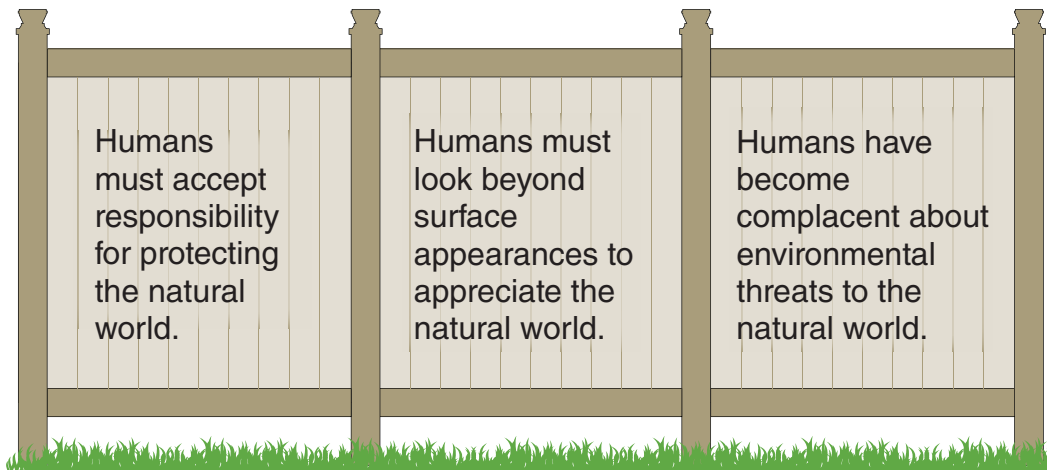 Humans
must accept
responsibility
for protecting
the natural
world.
Humans must
look beyond
surface
appearances to
appreciate the
natural world.
Humans have
become
complacent about
environmental
threats to the
natural world.